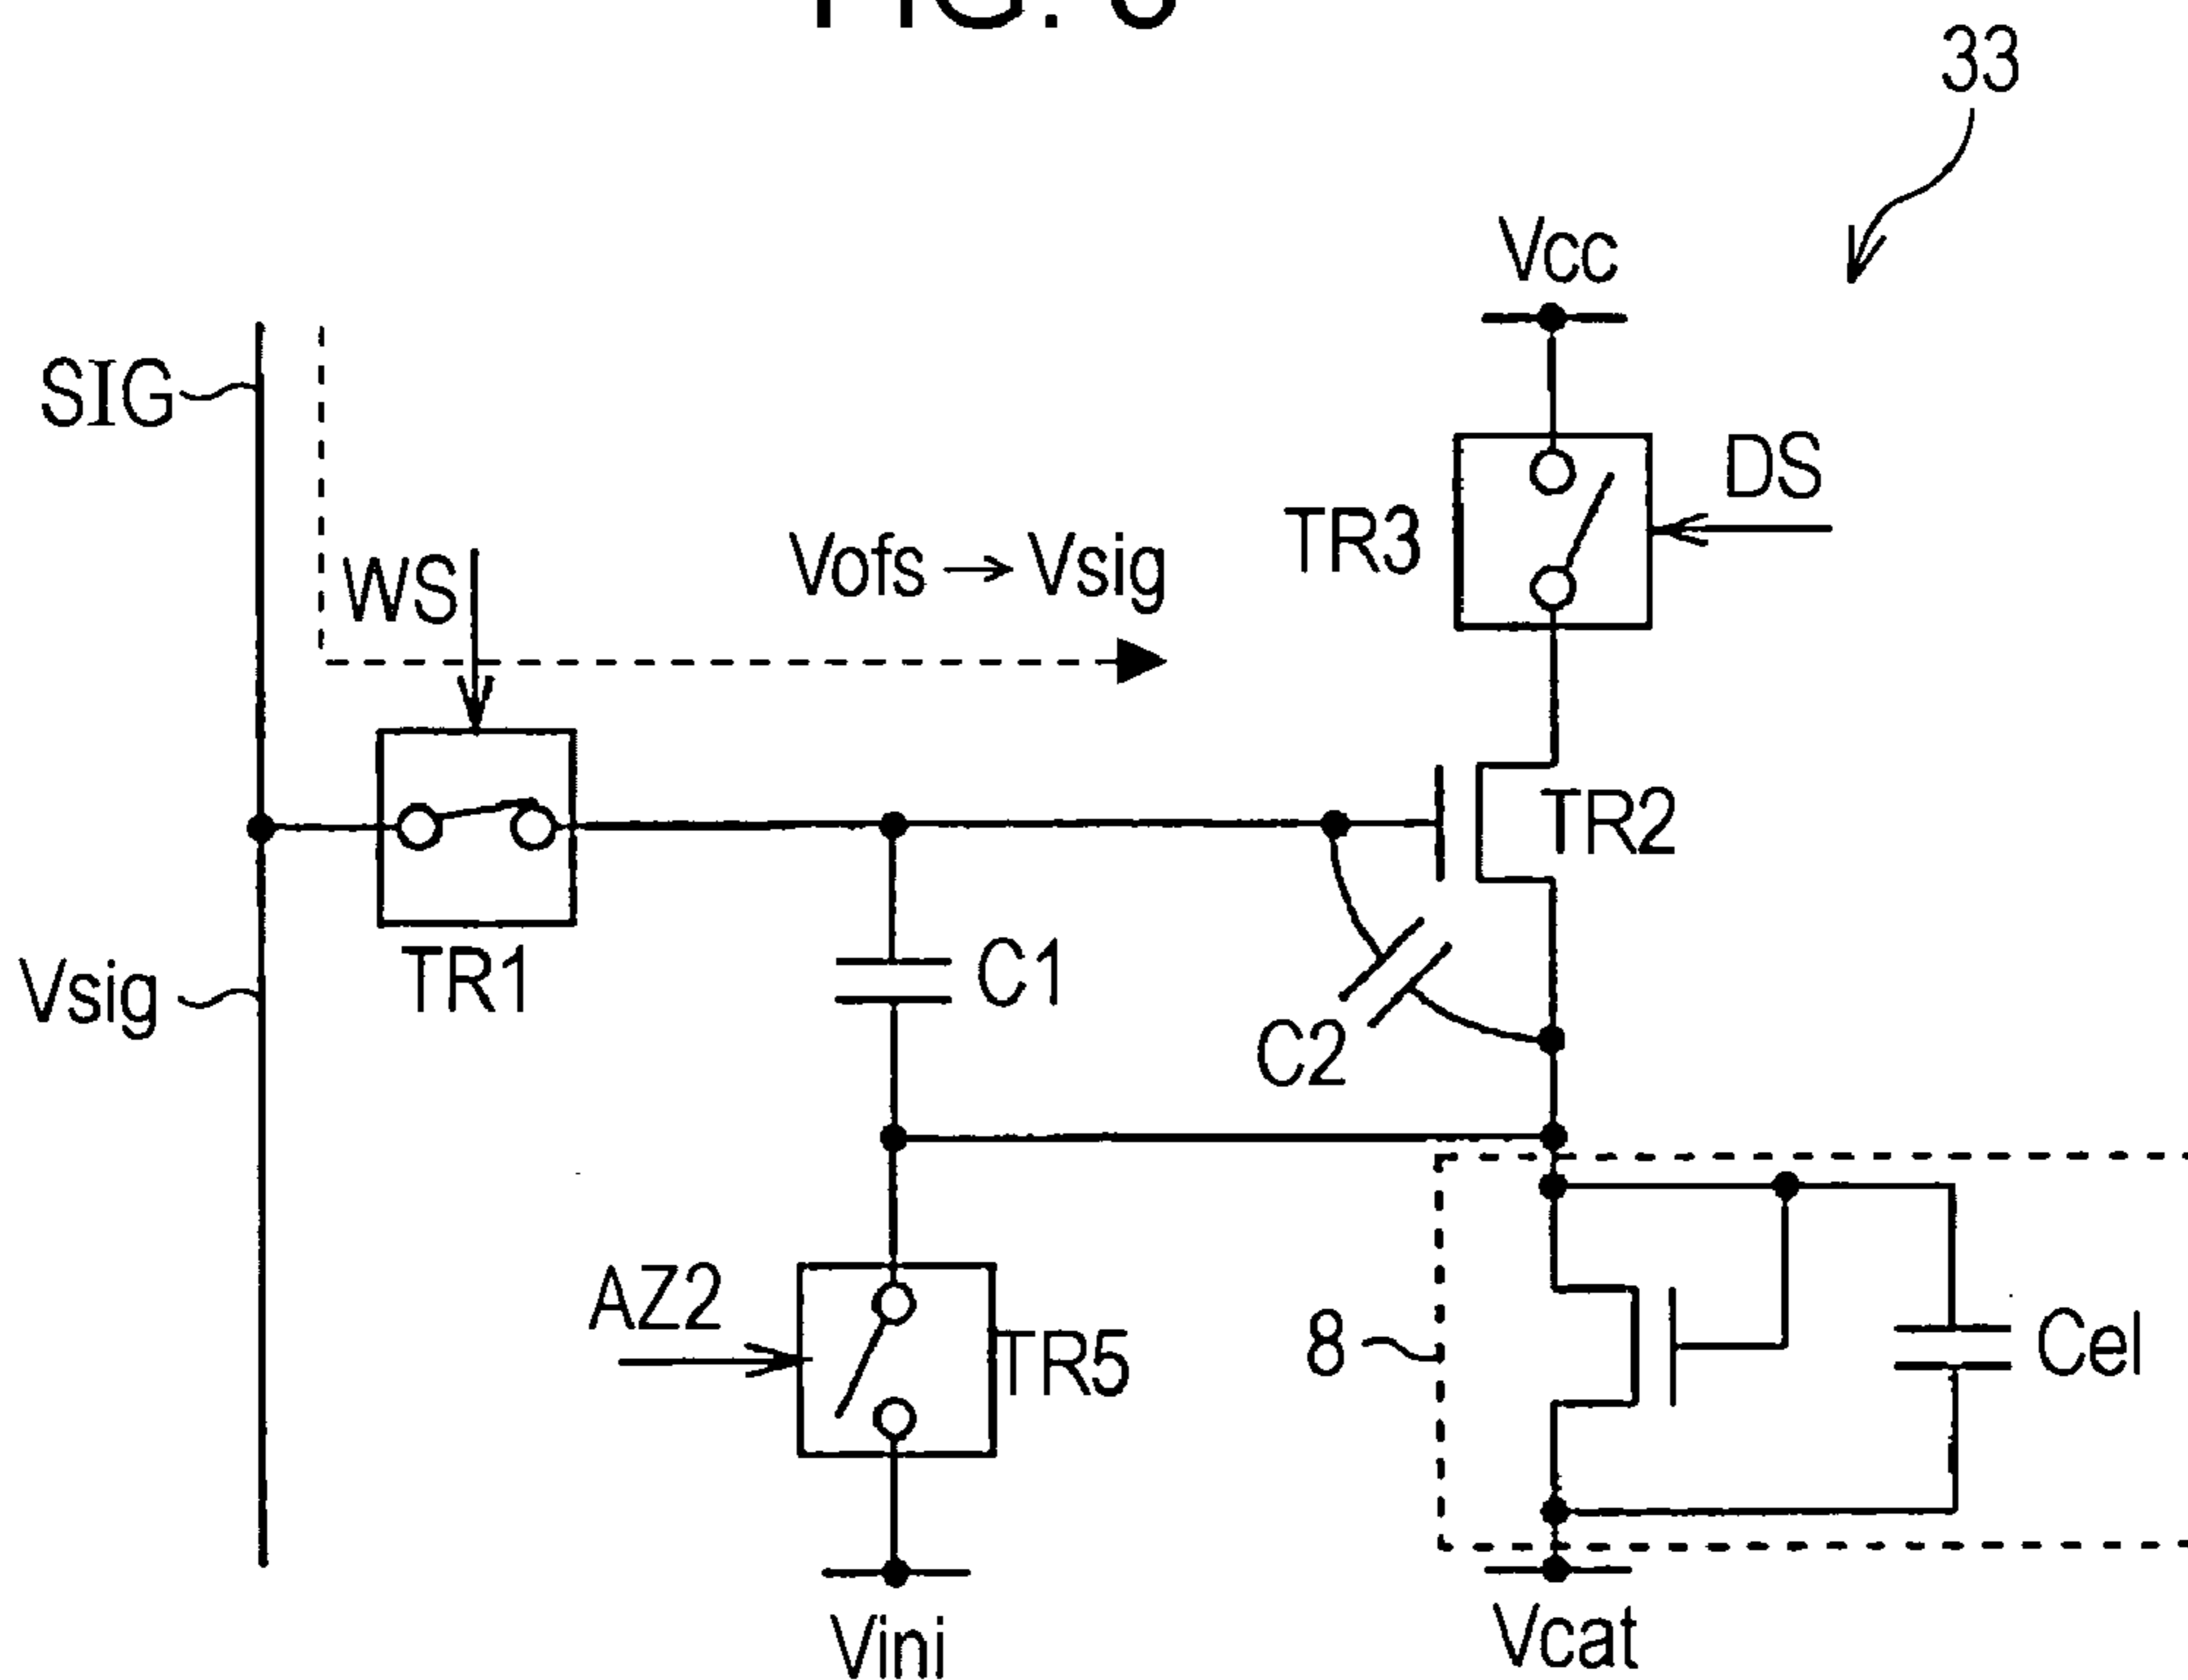 FIG.
33
Vcc
SIG
DS
TR3
WS
Vofs → Vsig
TR2
TR1
C1
Vsig
C2
AZ2
TR5
8
Cel
Vini
Vcat